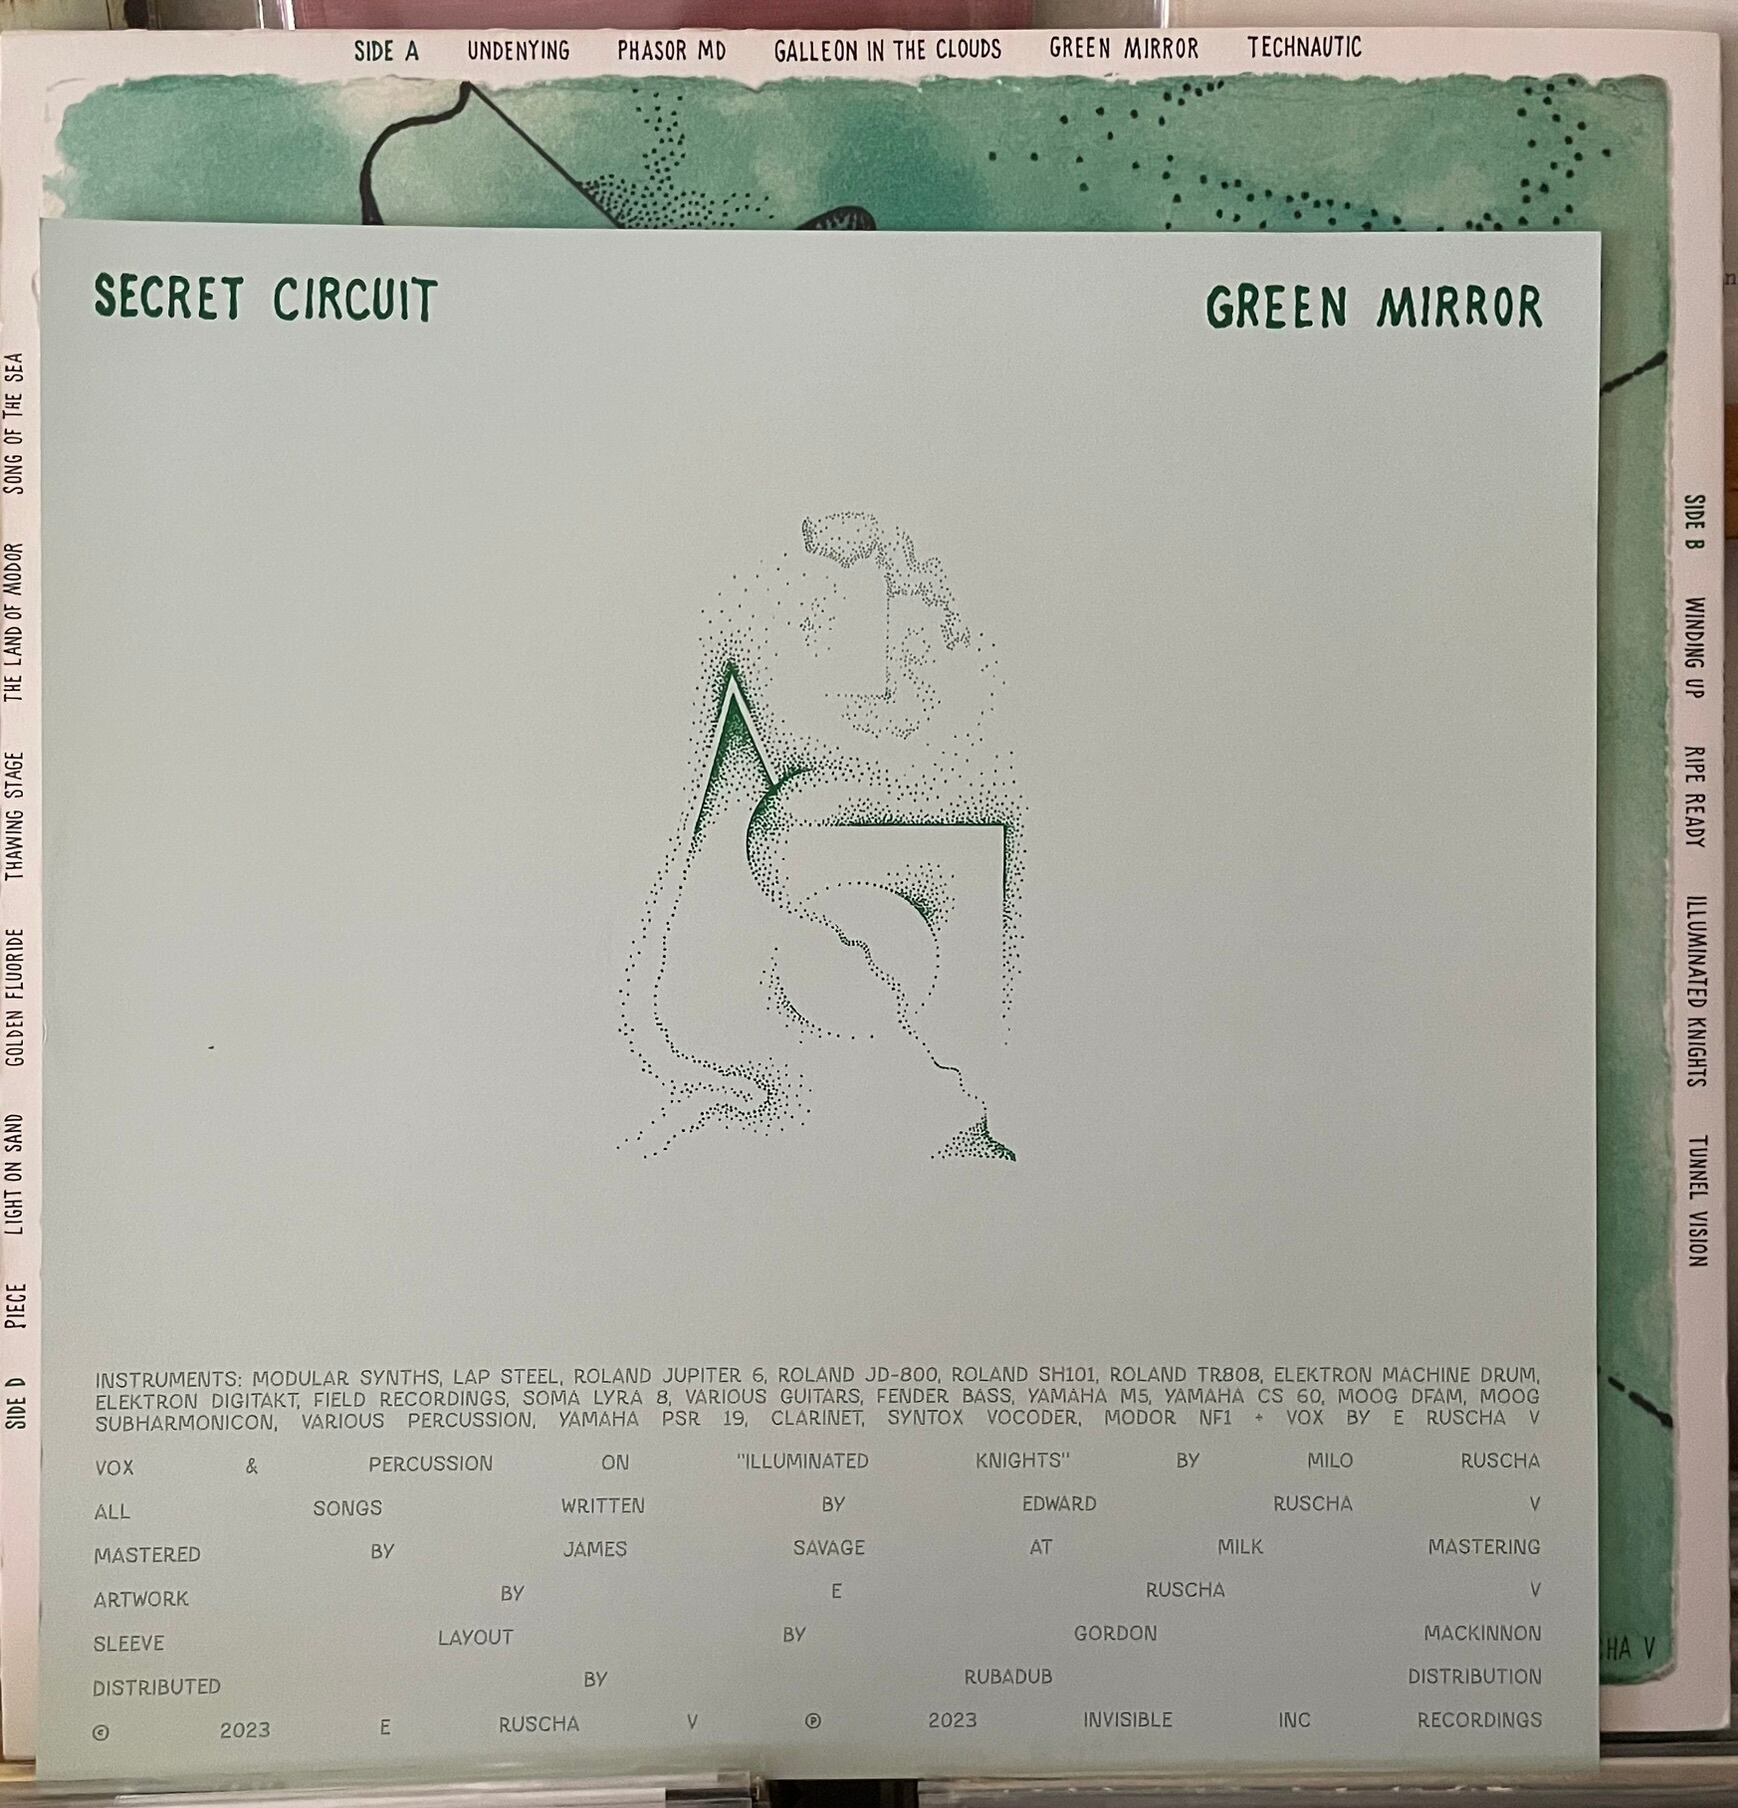 SIDE A UNDENYING PHASOR MD GALLEON IN THE CLOUDS GREEN MIRROR TECHNAUTIC
SECRET CIRCUIT
GREEN MIRROR
SIDE B WINDING UP RIPE READY ILLUMINATED KNIGHTS TUNNEL VISION
SIDE D PIECE LIGHT ON SAND GOLDEN FLUORIDE THAWING STAGE THE LAND OF MODOR SONG OF THE SEA
INSTRUMENTS: MODULAR SYNTHS, LAP STEEL, ROLAND JUPITER 6, ROLAND JD-800, ROLAND SH101, ROLAND TR808, ELEKTRON MACHINE DRUM,
ELEKTRON DIGITAKT, FIELD RECORDINGS, SOMA LYRA 8, VARIOUS GUITARS, FENDER BASS, YAMAHA M5, YAMAHA CS 60, MOOG DFAM, MOOG
SUBHARMONICON, VARIOUS PERCUSSION, YAMAHA PSR 19, CLARINET, SYNTOX VOCODER, MODOR NF1 + VOX BY E RUSCHA V
VOX & PERCUSSION ON "ILLUMINATED KNIGHTS" BY MILO RUSCHA
ALL SONGS WRITTEN BY EDWARD RUSCHA V
MASTERED BY JAMES SAVAGE AT MILK MASTERING
ARTWORK BY E RUSCHA V
SLEEVE LAYOUT BY GORDON MACKINNON
DISTRIBUTED BY RUBADUB DISTRIBUTION
© 2023 E RUSCHA V ℗ 2023 INVISIBLE INC RECORDINGS
HA V